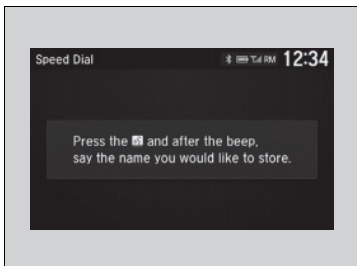 Speed Dial
12:34
Press the and after the beep,
say the name you would like to store.